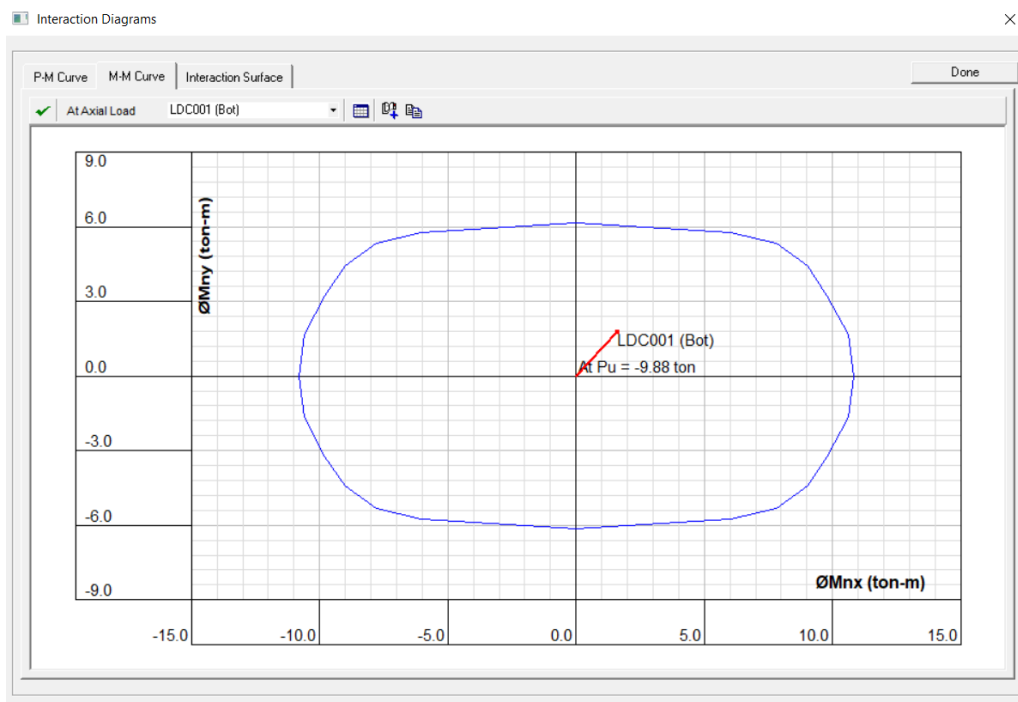 Interaction Diagrams
P-M Curve M-M Curve Interaction Surface Done
At Axial Load LDC001 (Bot)
9.0
6.0
3.0
0.0
-3.0
-6.0
-9.0
ØMny (ton-m)
LDC001 (Bot)
At Pu = -9.88 ton
ØMnx (ton-m)
-15.0 -10.0 -5.0 0.0 5.0 10.0 15.0